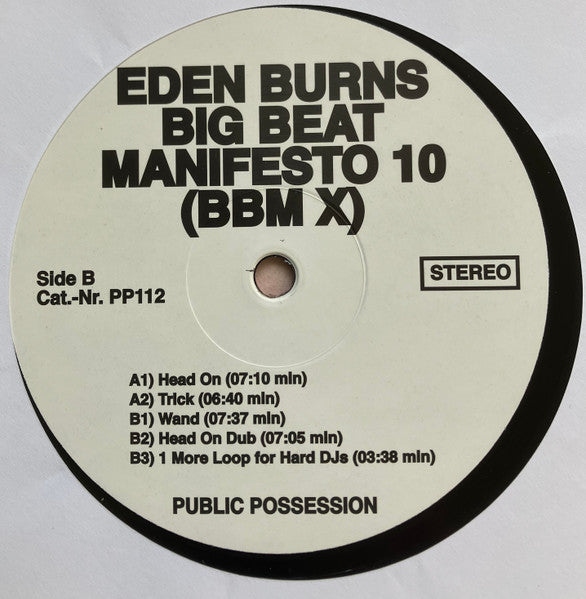 EDEN BURNS
BIG BEAT
MANIFESTO 10
(BBM X)
Side B
Cat.-Nr. PP112
STEREO
A1) Head On (07:10 min)
A2) Trick (06:40 min)
B1) Wand (07:37 min)
B2) Head On Dub (07:05 min)
B3) 1 More Loop for Hard DJs (03:38 min)
PUBLIC POSSESSION